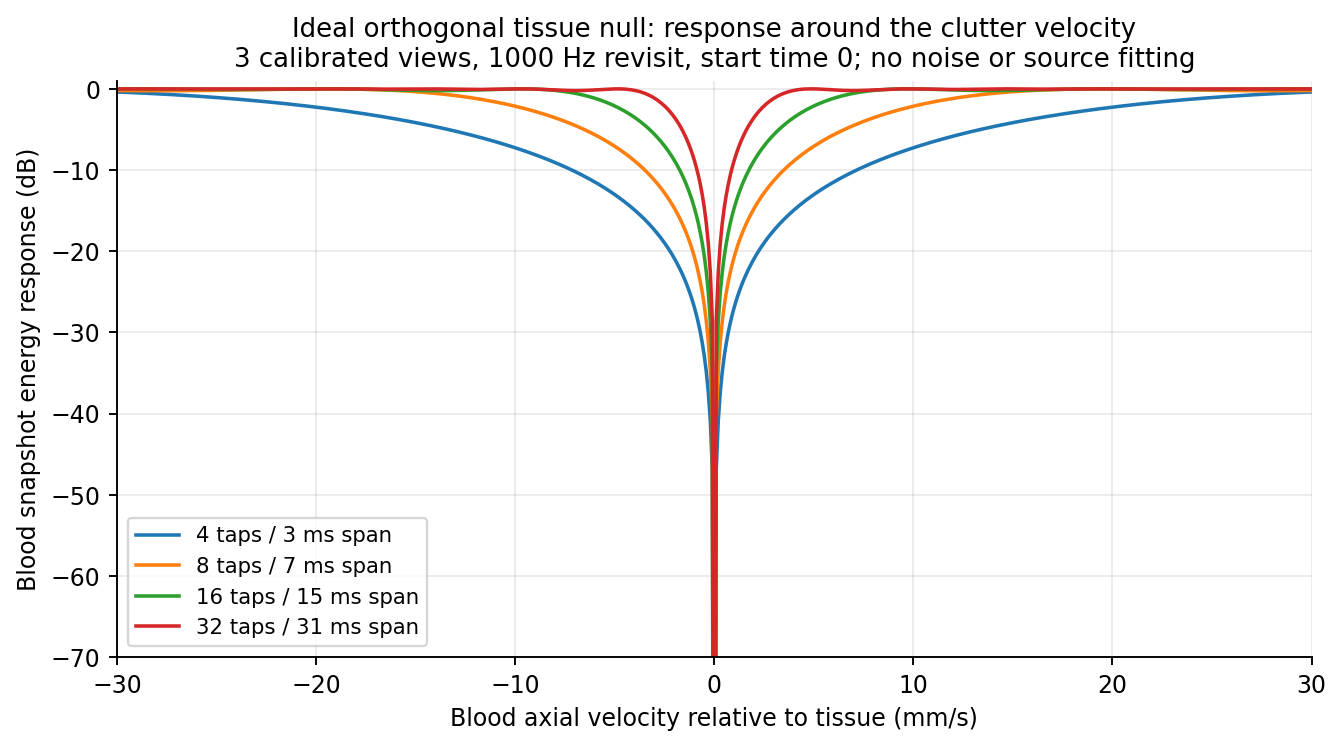 Ideal orthogonal tissue null: response around the clutter velocity
3 calibrated views, 1000 Hz revisit, start time 0; no noise or source fitting
Blood snapshot energy response (dB)
0
−10
−20
−30
−40
−50
−60
−70
4 taps / 3 ms span
8 taps / 7 ms span
16 taps / 15 ms span
32 taps / 31 ms span
−30
−20
−10
0
10
20
30
Blood axial velocity relative to tissue (mm/s)